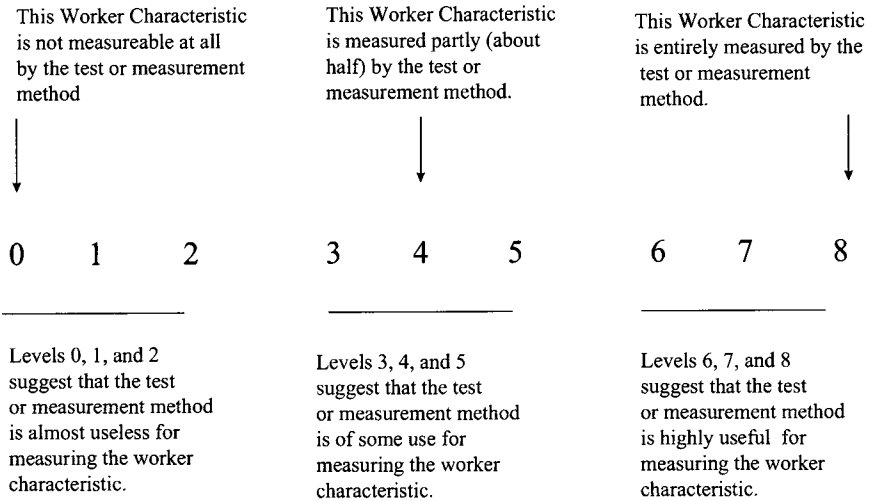 This Worker Characteristic
is not measureable at all
by the test or measurement
method
This Worker Characteristic
is measured partly (about
half) by the test or
measurement method.
This Worker Characteristic
is entirely measured by the
test or measurement
method.
0 1 2 3 4 5 6 7 8
Levels 0, 1, and 2
suggest that the test
or measurement method
is almost useless for
measuring the worker
characteristic.
Levels 3, 4, and 5
suggest that the test
or measurement method
is of some use for
measuring the worker
characteristic.
Levels 6, 7, and 8
suggest that the test
or measurement method
is highly useful for
measuring the worker
characteristic.